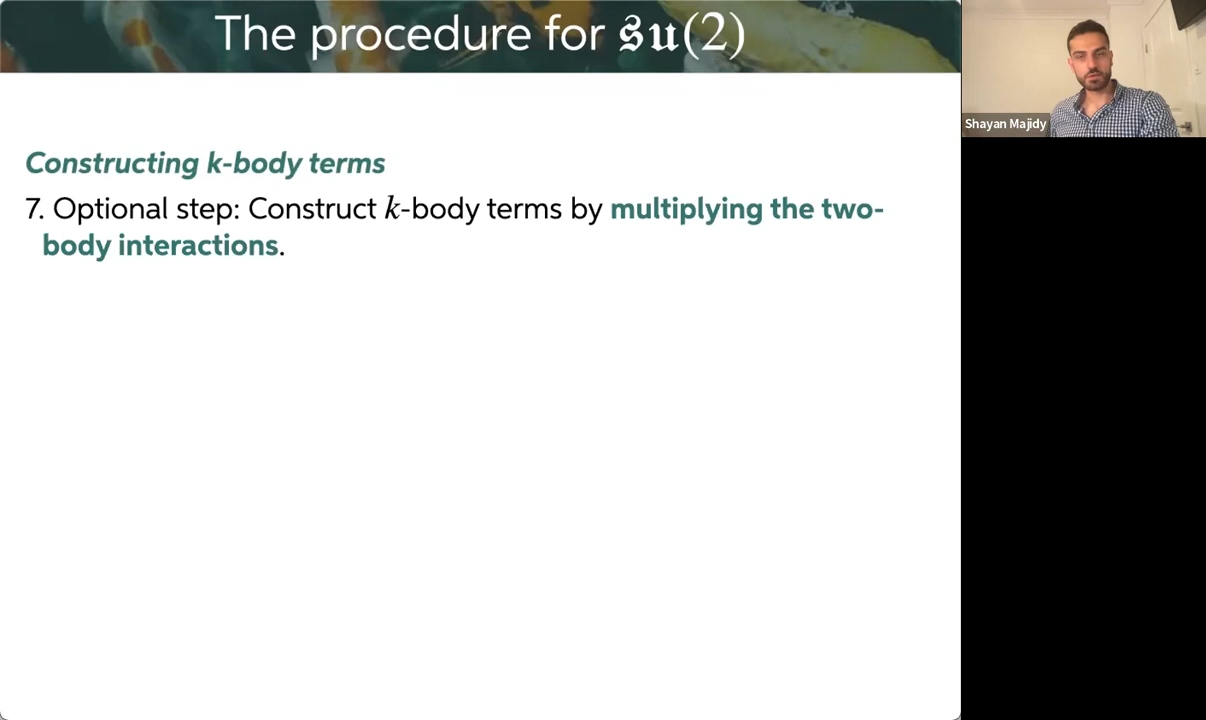 The procedure for 𝔰𝔲(2)
Shayan Majidy
Constructing k-body terms
7. Optional step: Construct k-body terms by multiplying the two-
body interactions.